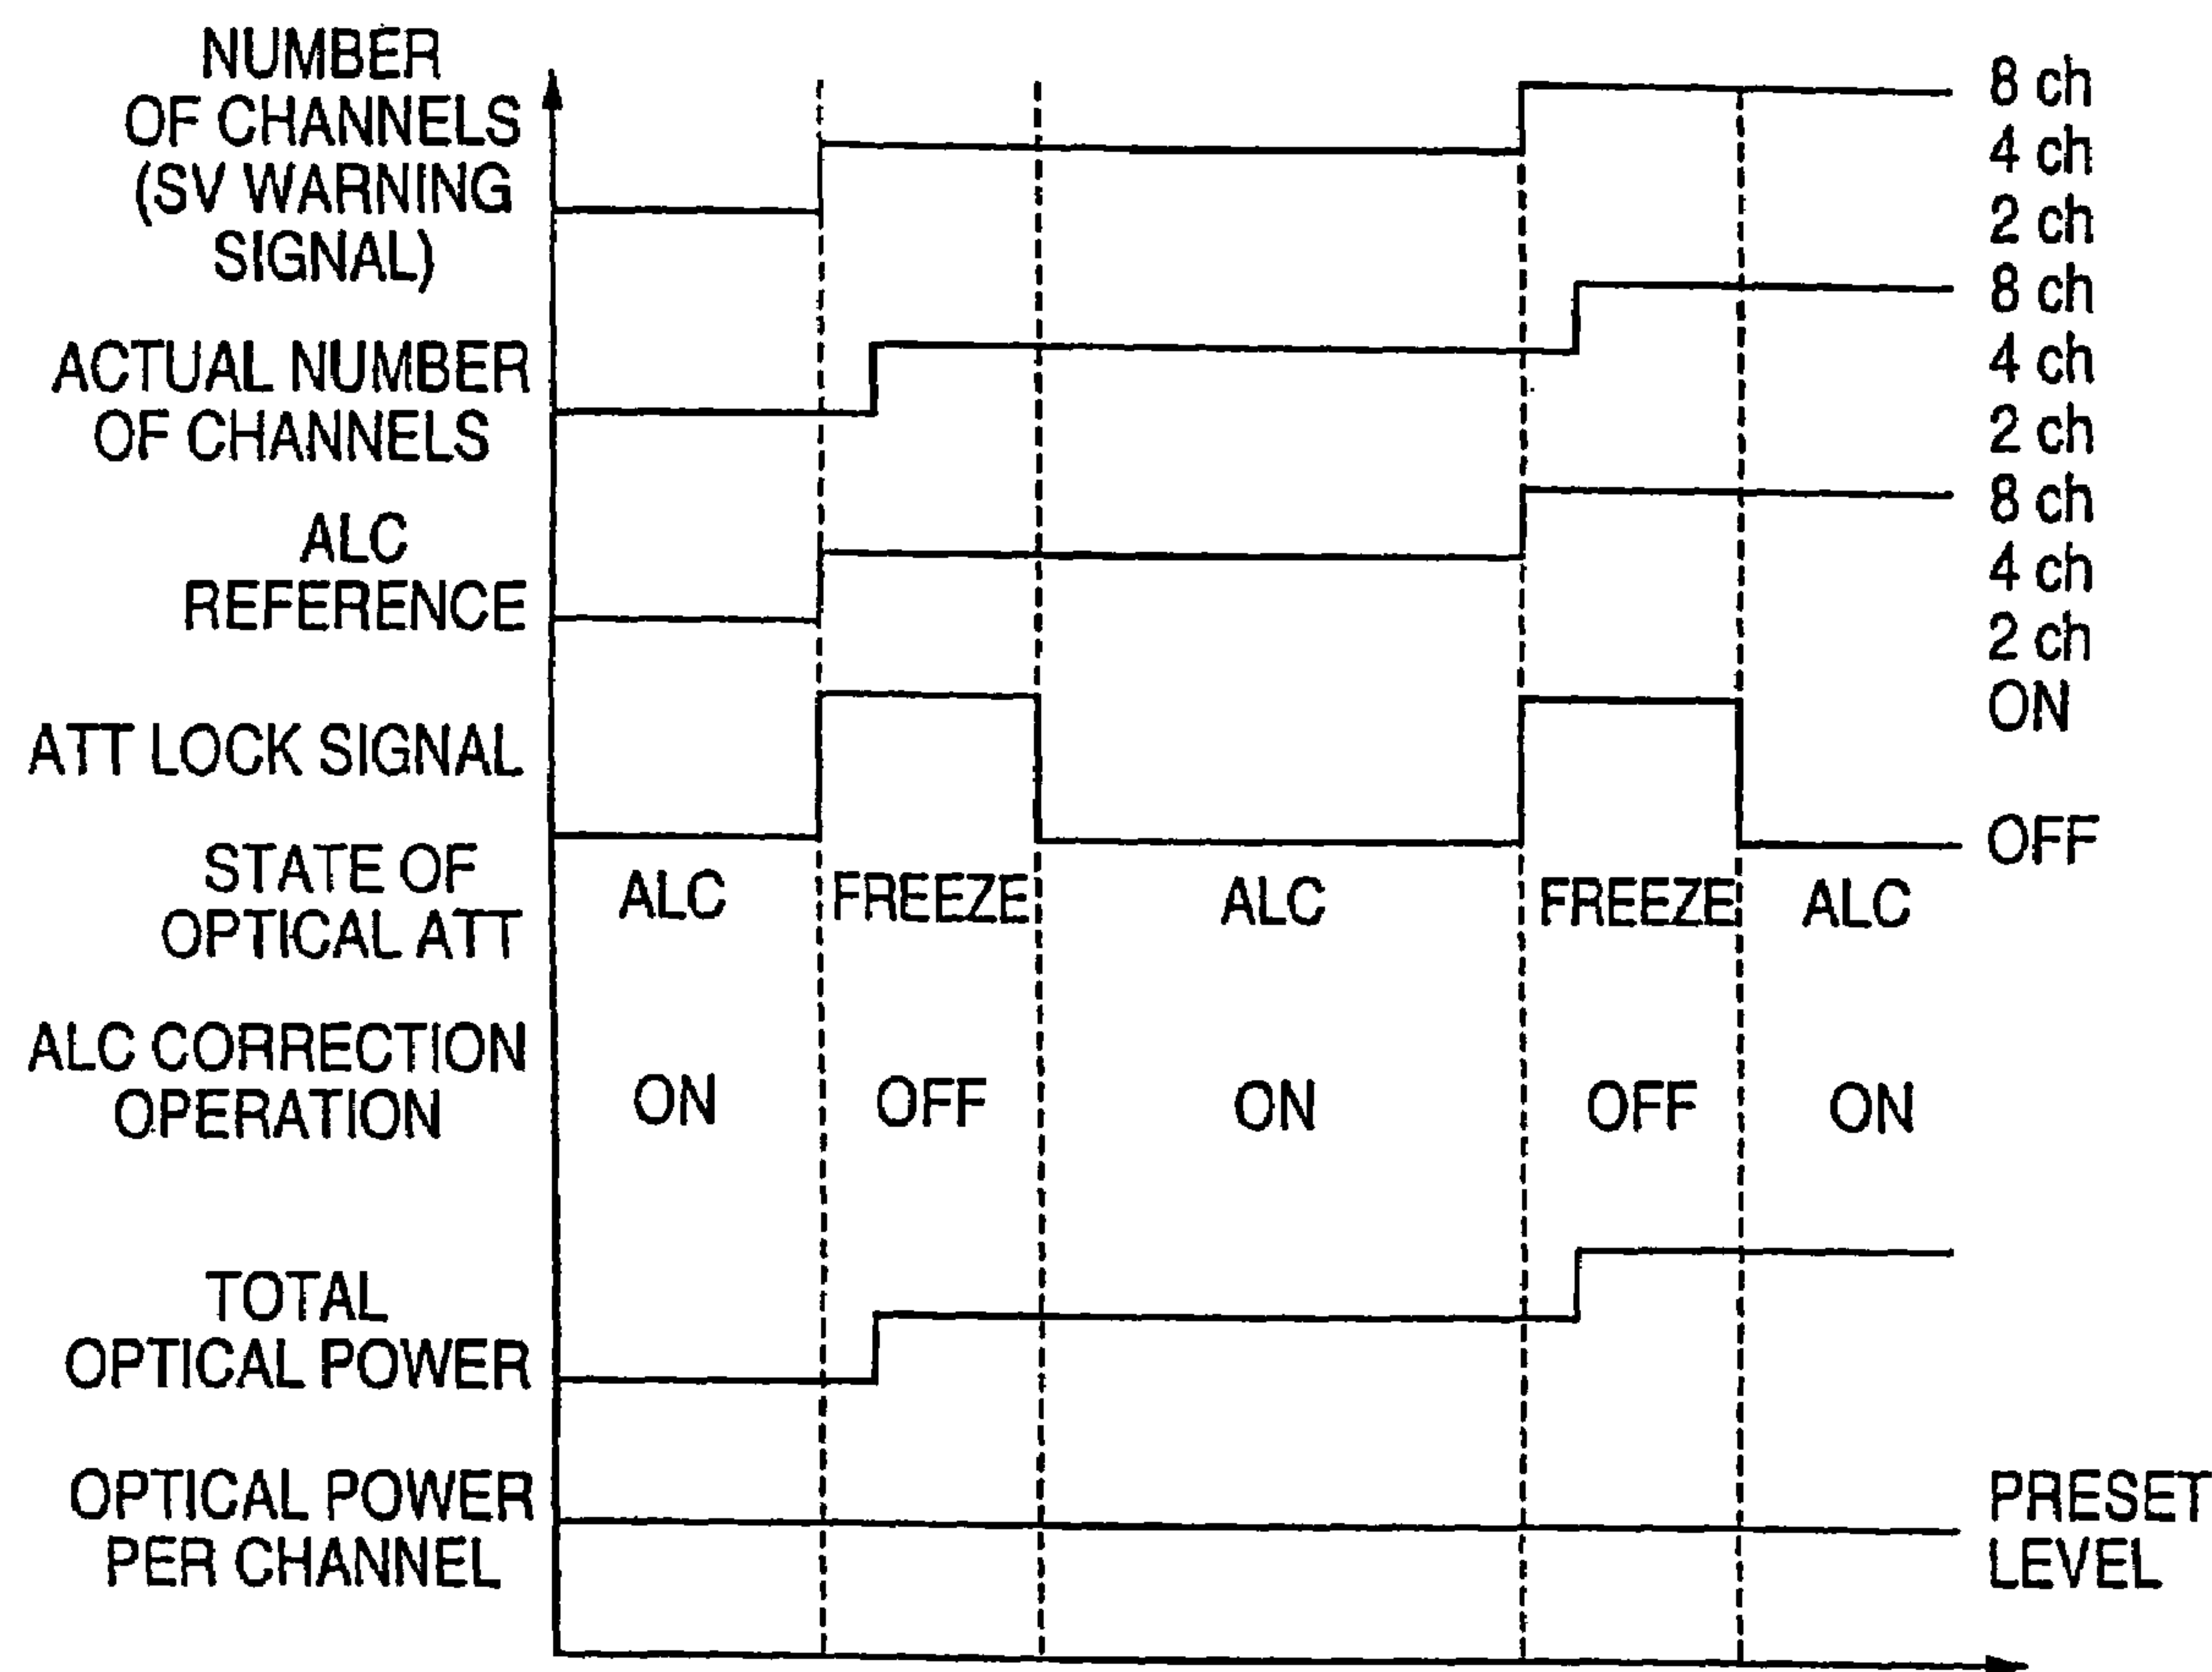 NUMBER
OF CHANNELS
(SV WARNING
SIGNAL)
8 ch
4 ch
2 ch
ACTUAL NUMBER
OF CHANNELS
8 ch
4 ch
2 ch
ALC
REFERENCE
8 ch
4 ch
2 ch
ATT LOCK SIGNAL
ON
OFF
STATE OF
OPTICAL ATT
ALC FREEZE ALC FREEZE ALC
ALC CORRECTION
OPERATION
ON OFF ON OFF ON
TOTAL
OPTICAL POWER
OPTICAL POWER
PER CHANNEL
PRESET
LEVEL